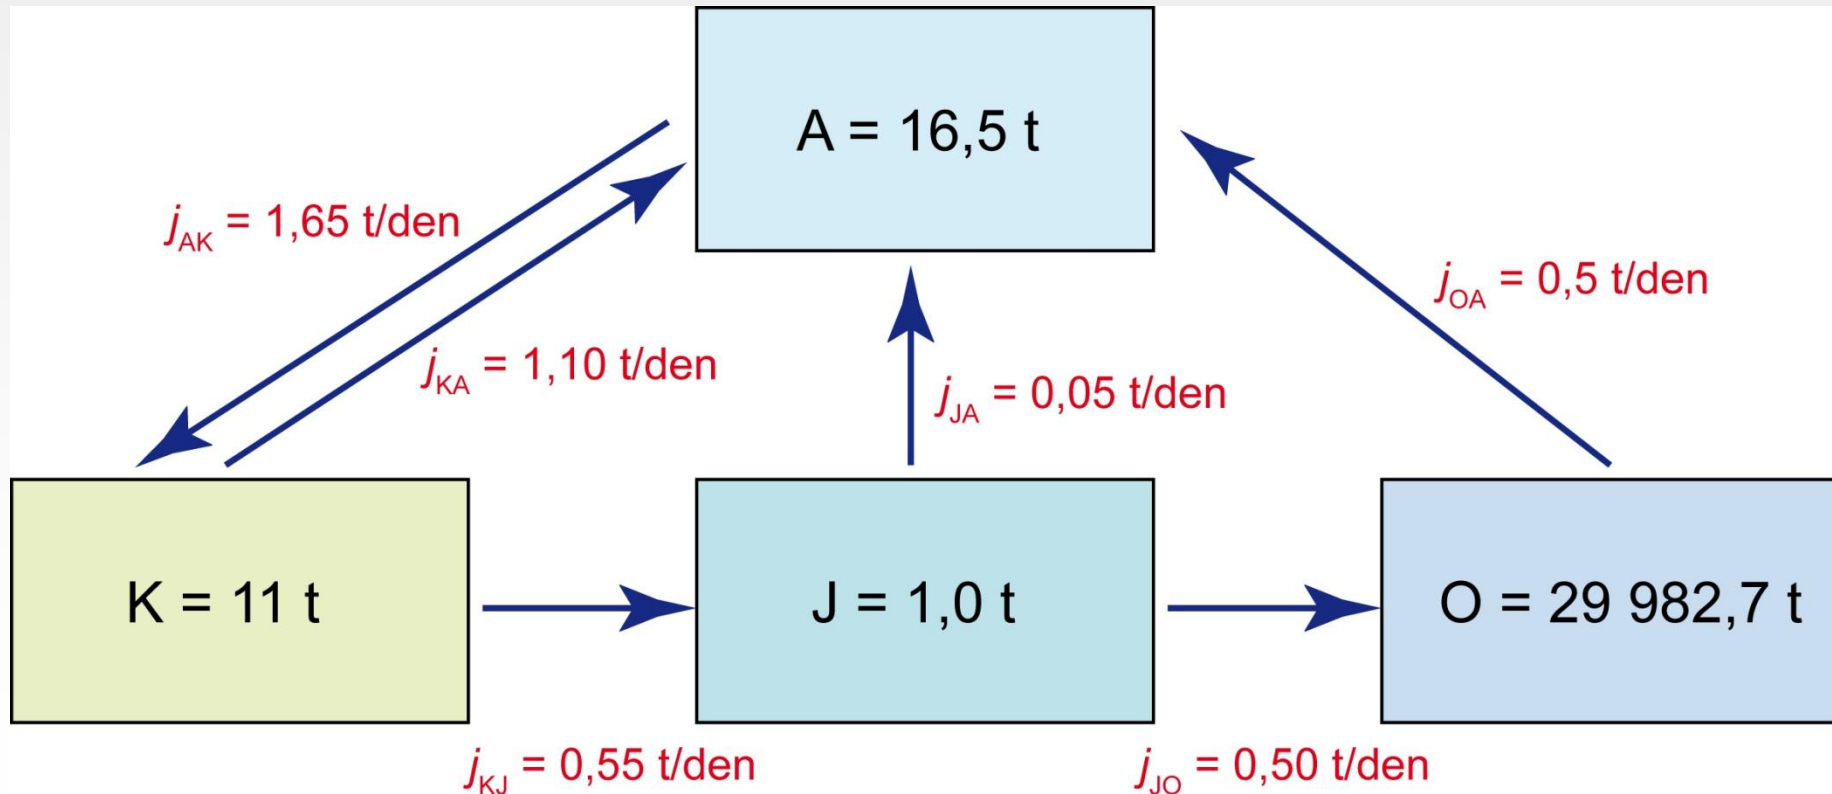 A = 16,5 t
jAK = 1,65 t/den
jOA = 0,5 t/den
jKA = 1,10 t/den
jJA = 0,05 t/den
K = 11 t
J = 1,0 t
O = 29 982,7 t
jKJ = 0,55 t/den
jJO = 0,50 t/den